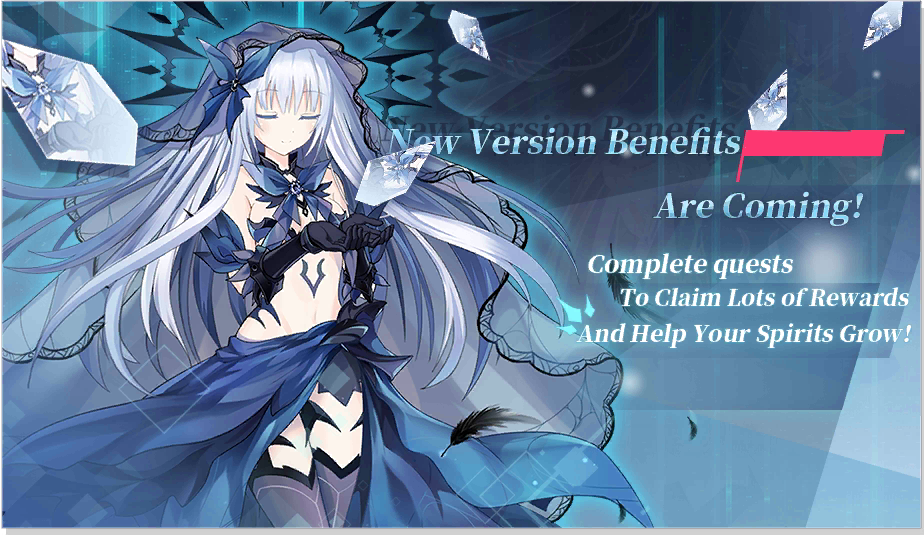 New Version Benefits
Are Coming!
Complete quests
To Claim Lots of Rewards
And Help Your Spirits Grow!